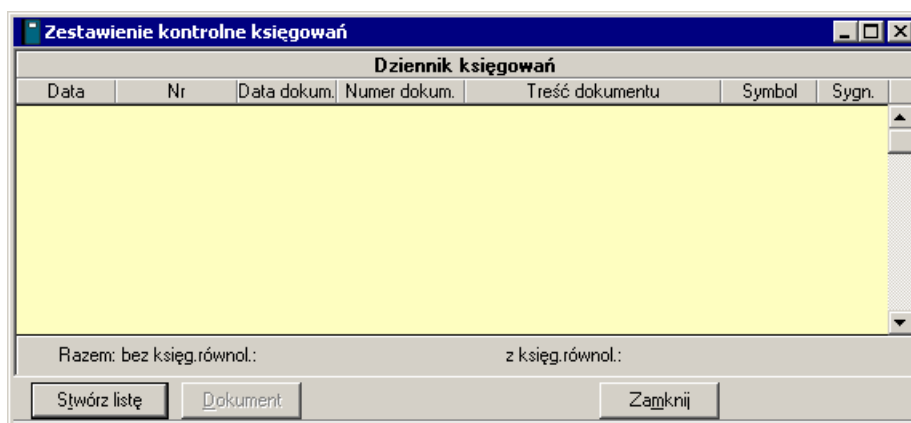 Zestawienie kontrolne księgowań
Dziennik księgowań
Data Nr Data dokum. Numer dokum. Treść dokumentu Symbol Sygn.
Razem: bez księg.równol.: z księg.równol.:
Stwórz listę Dokument Zamknij